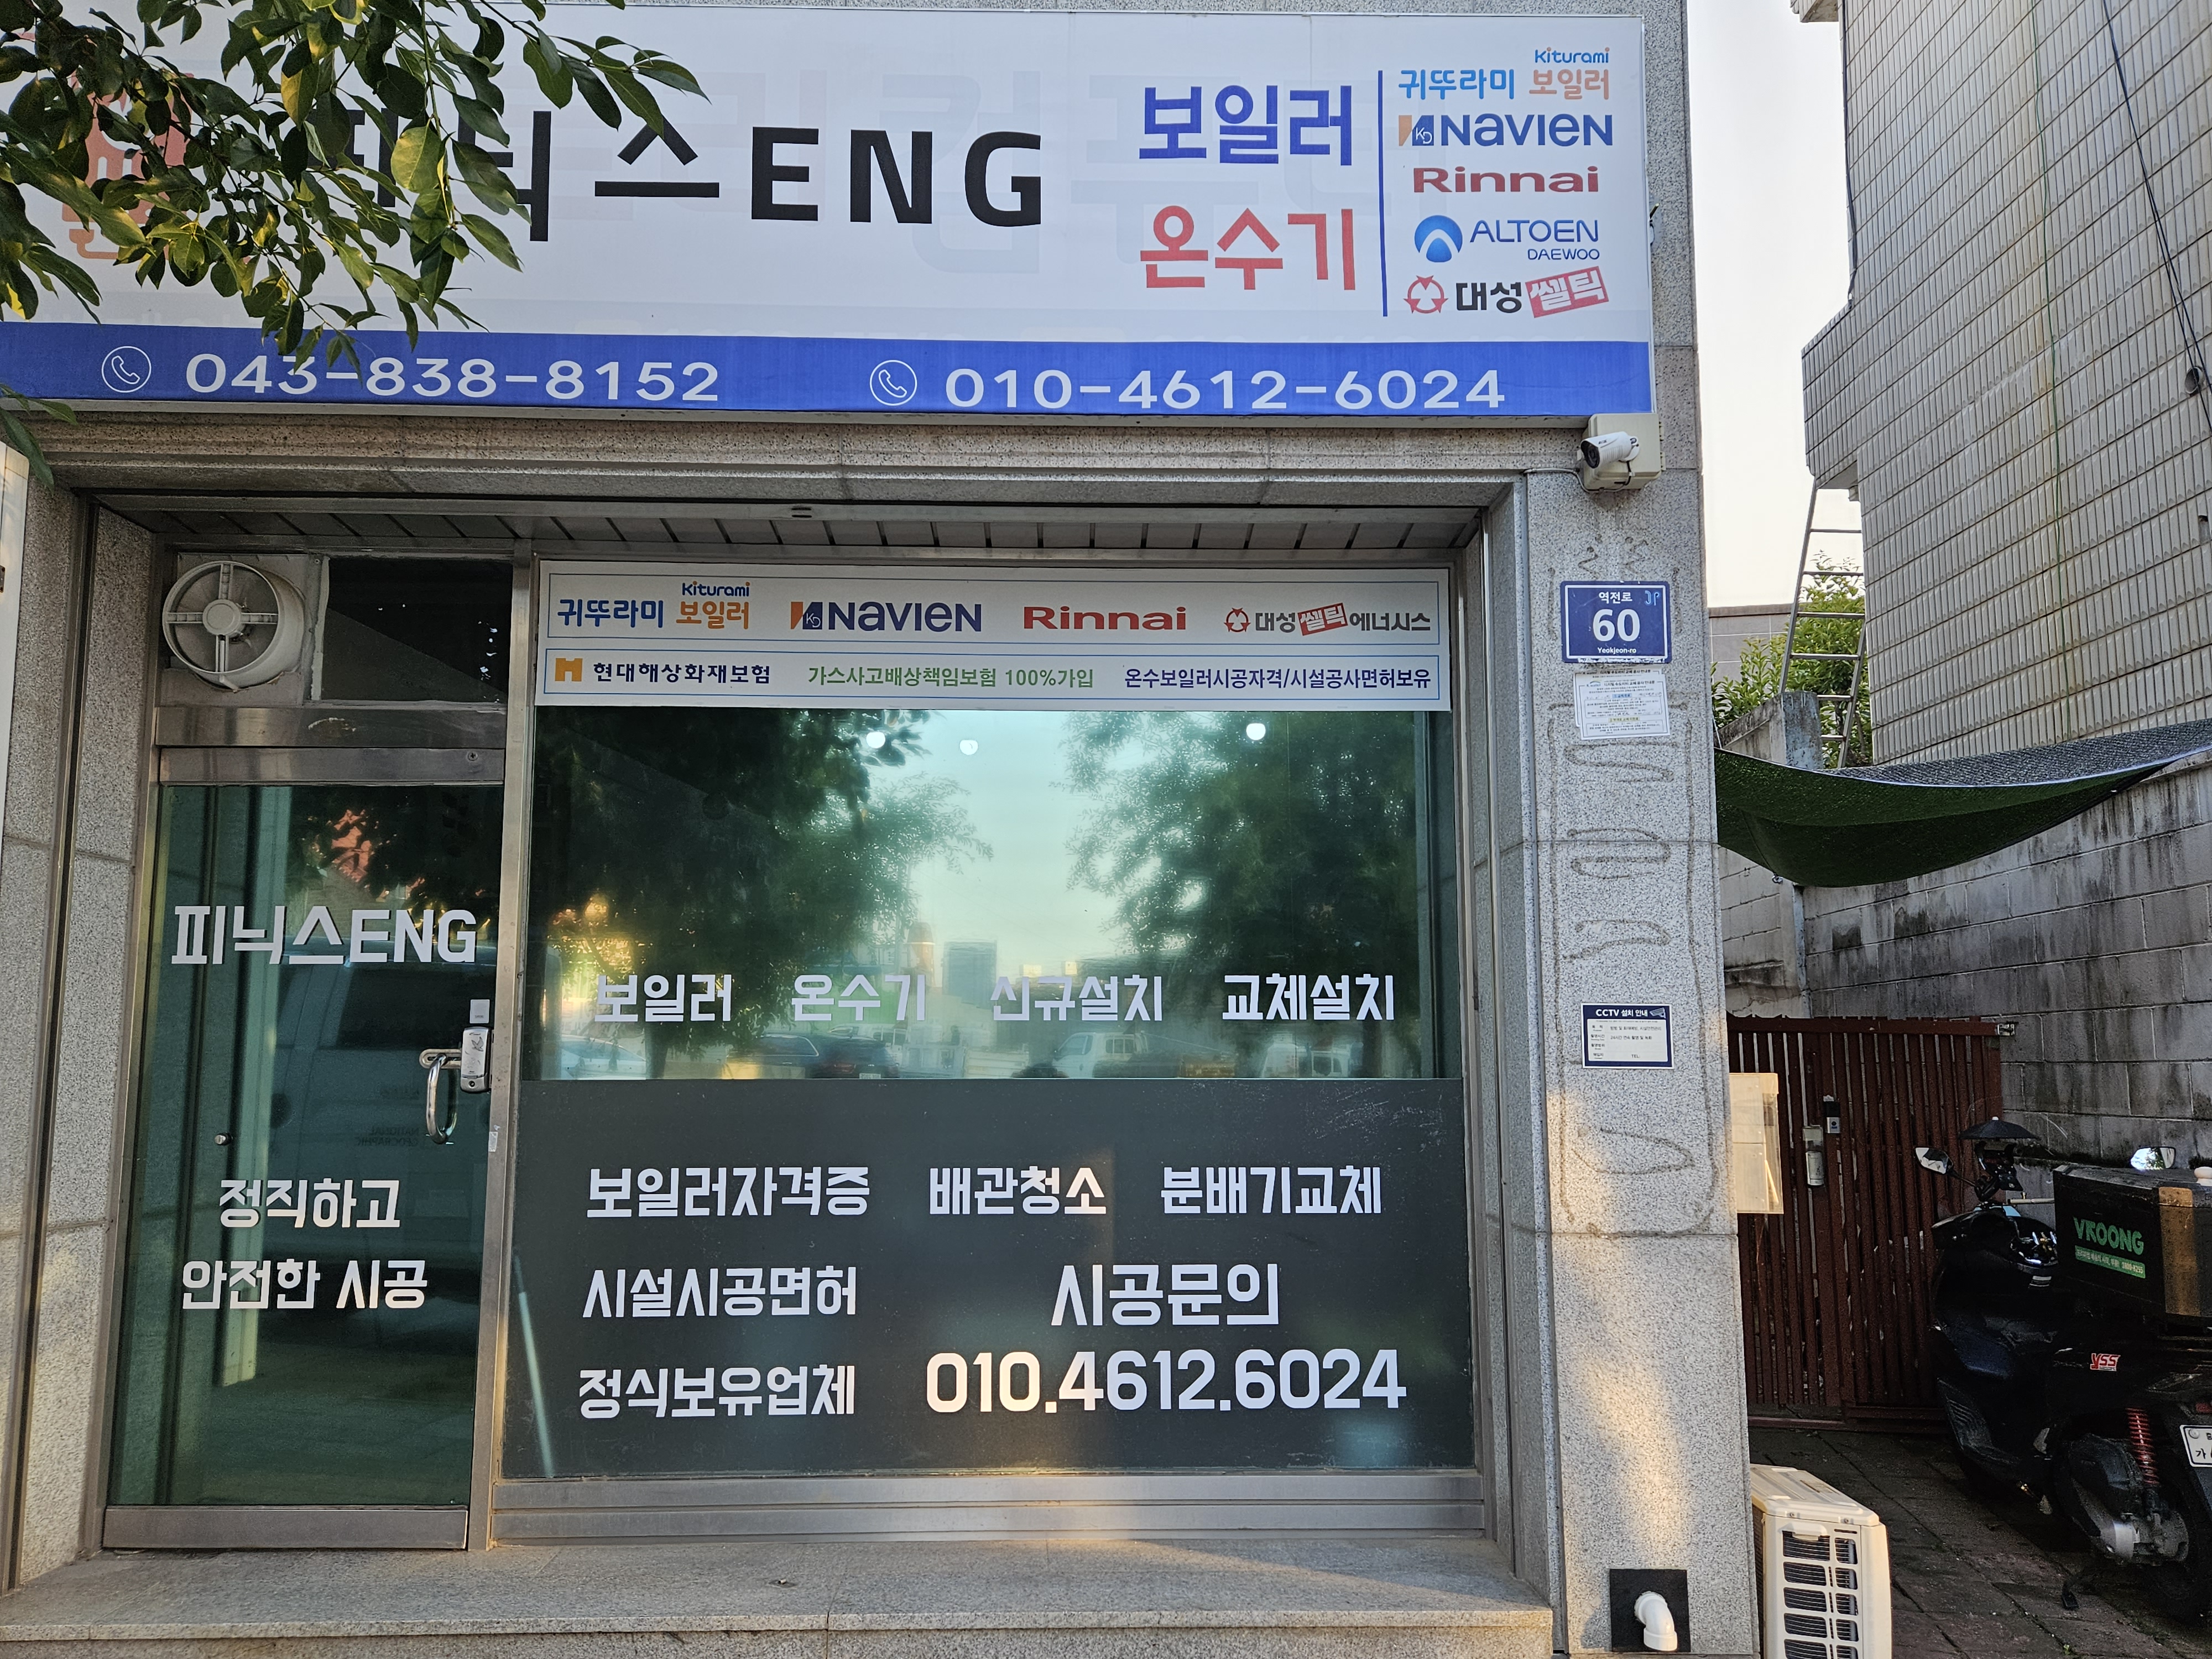 스ENG
보일러
온수기
Kiturami
귀뚜라미 보일러
KD NAVIEN
Rinnai
ALTOEN
DAEWOO
대성쎌틱
043-838-8152
010-4612-6024
Kiturami
귀뚜라미 보일러
KD NAVIEN
Rinnai
대성쎌틱에너시스
현대해상화재보험
가스사고배상책임보험 100%가입
온수보일러시공자격/시설공사면허보유
역전로
60
Yeokjeon-ro
피닉스ENG
정직하고
안전한 시공
보일러 온수기 신규설치 교체설치
보일러자격증 배관청소 분배기교체
시설시공면허
시공문의
정식보유업체
010.4612.6024
CCTV 설치 안내
TEL
VROONG
YSS